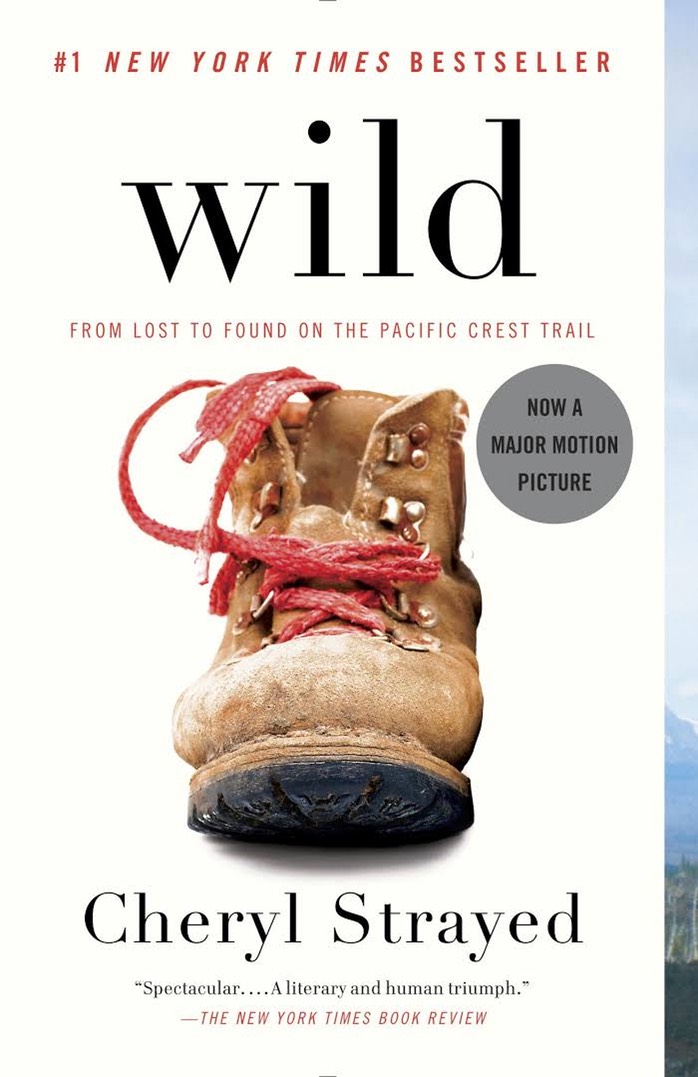 #1 NEW YORK TIMES BESTSELLER
wild
FROM LOST TO FOUND ON THE PACIFIC CREST TRAIL
NOW A
MAJOR MOTION
PICTURE
Cheryl Strayed
“Spectacular....A literary and human triumph.”
—THE NEW YORK TIMES BOOK REVIEW